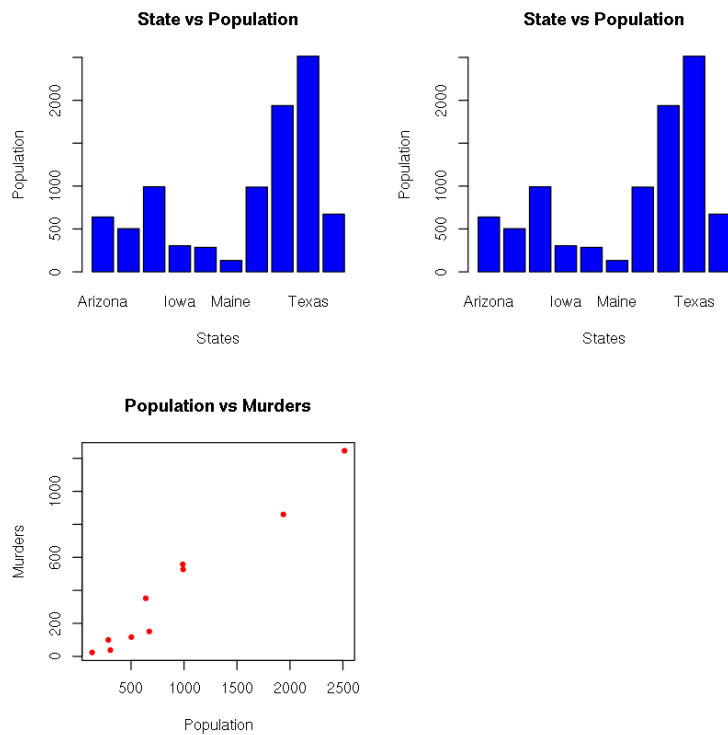 State vs Population
Population
0 500 1000 2000
Arizona Iowa Maine Texas
States
State vs Population
Population
0 500 1000 2000
Arizona Iowa Maine Texas
States
Population vs Murders
Murders
0 200 600 1000
500 1000 1500 2000 2500
Population